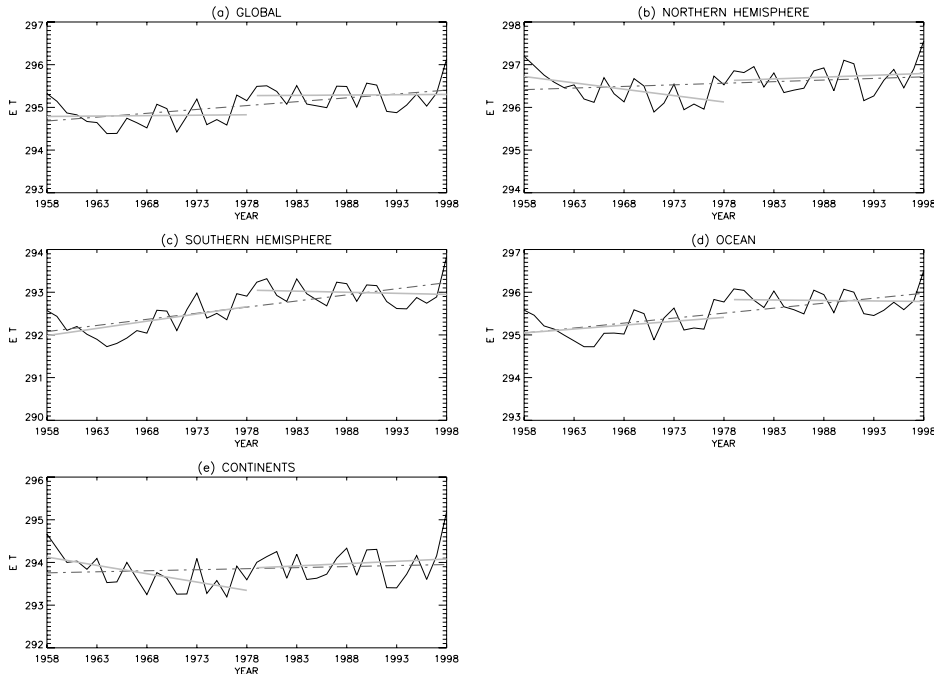 (a) GLOBAL
297
296
295
294
293
E T
1958 1963 1968 1973 1978 1983 1988 1993 1998
YEAR
(b) NORTHERN HEMISPHERE
298
297
296
295
294
E T
1958 1963 1968 1973 1978 1983 1988 1993 1998
YEAR
(c) SOUTHERN HEMISPHERE
294
293
292
291
290
E T
1958 1963 1968 1973 1978 1983 1988 1993 1998
YEAR
(d) OCEAN
297
296
295
294
293
E T
1958 1963 1968 1973 1978 1983 1988 1993 1998
YEAR
(e) CONTINENTS
296
295
294
293
292
E T
1958 1963 1968 1973 1978 1983 1988 1993 1998
YEAR